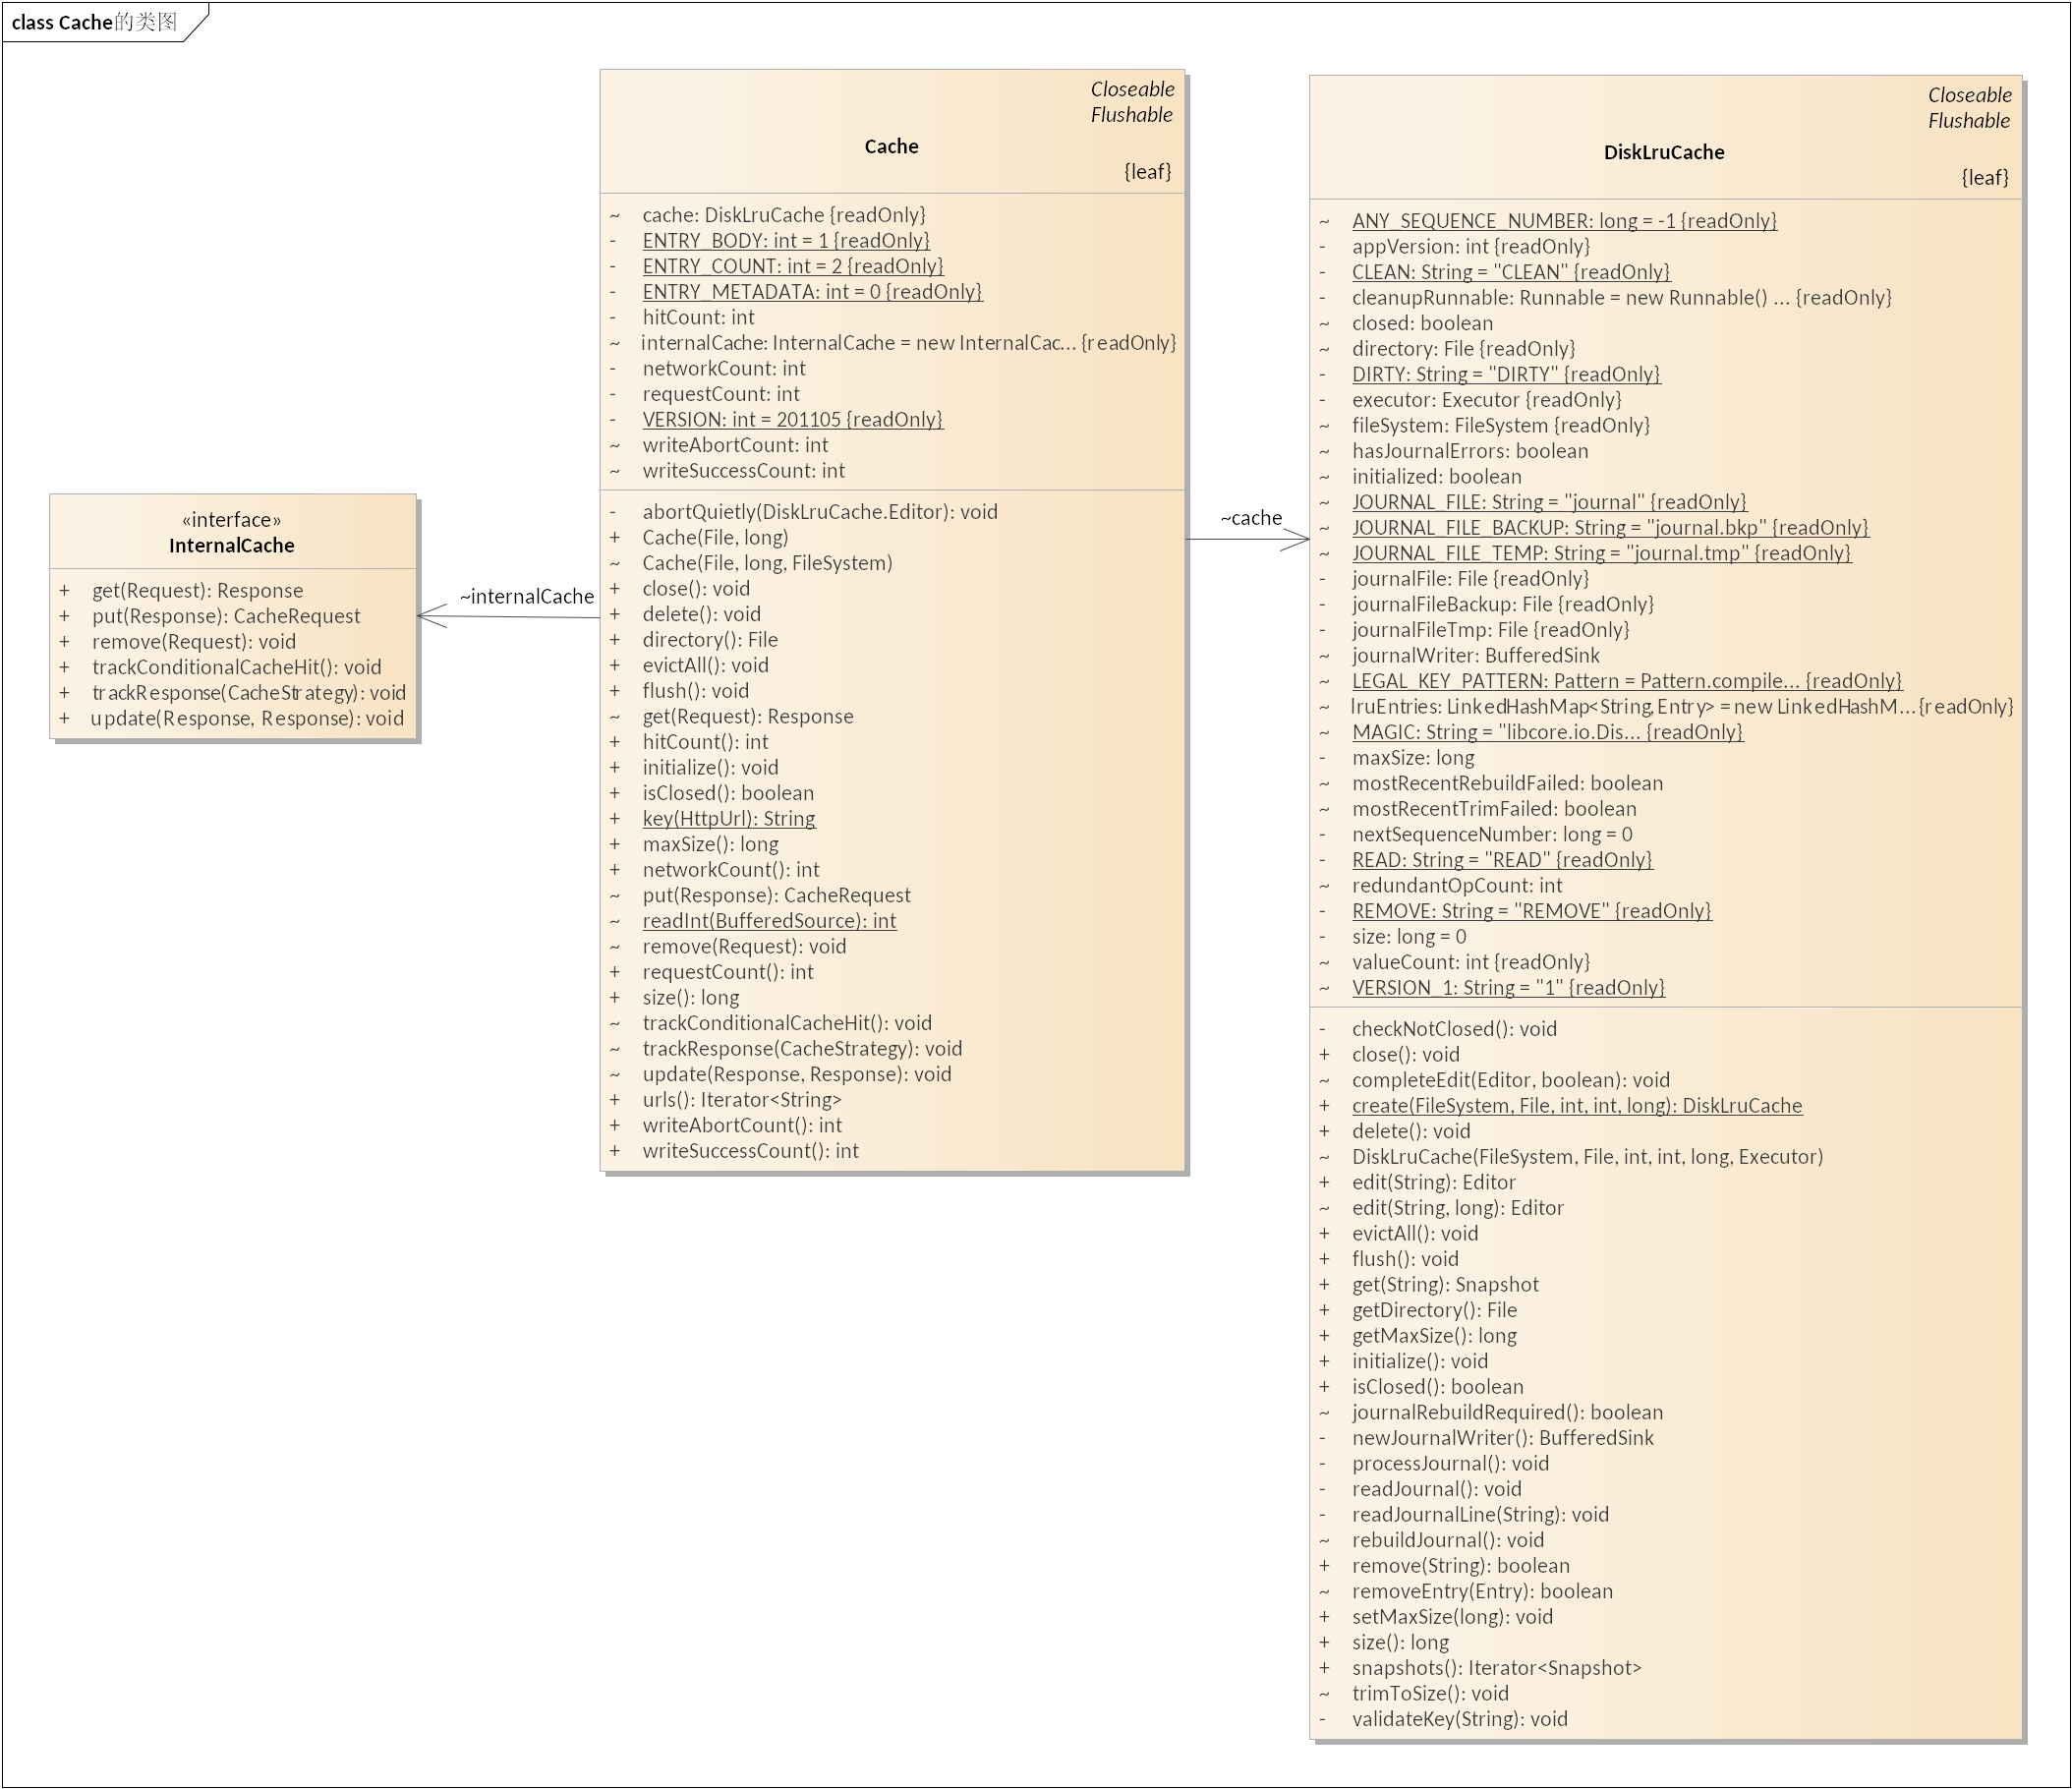 class Cache的类图
«interface»
InternalCache
+ get(Request): Response
+ put(Response): CacheRequest
+ remove(Request): void
+ trackConditionalCacheHit(): void
+ trackResponse(CacheStrategy): void
+ update(Response, Response): void
~internalCache
Closeable
Flushable
Cache
{leaf}
~ cache: DiskLruCache {readOnly}
- ENTRY_BODY: int = 1 {readOnly}
- ENTRY_COUNT: int = 2 {readOnly}
- ENTRY_METADATA: int = 0 {readOnly}
- hitCount: int
~ internalCache: InternalCache = new InternalCac... {readOnly}
- networkCount: int
- requestCount: int
- VERSION: int = 201105 {readOnly}
~ writeAbortCount: int
~ writeSuccessCount: int
- abortQuietly(DiskLruCache.Editor): void
+ Cache(File, long)
~ Cache(File, long, FileSystem)
+ close(): void
+ delete(): void
+ directory(): File
+ evictAll(): void
+ flush(): void
~ get(Request): Response
+ hitCount(): int
+ initialize(): void
+ isClosed(): boolean
+ key(HttpUrl): String
+ maxSize(): long
+ networkCount(): int
~ put(Response): CacheRequest
~ readInt(BufferedSource): int
~ remove(Request): void
+ requestCount(): int
+ size(): long
~ trackConditionalCacheHit(): void
~ trackResponse(CacheStrategy): void
~ update(Response, Response): void
+ urls(): Iterator<String>
+ writeAbortCount(): int
+ writeSuccessCount(): int
~cache
Closeable
Flushable
DiskLruCache
{leaf}
~ ANY_SEQUENCE_NUMBER: long = -1 {readOnly}
- appVersion: int {readOnly}
- CLEAN: String = "CLEAN" {readOnly}
- cleanupRunnable: Runnable = new Runnable() ... {readOnly}
~ closed: boolean
~ directory: File {readOnly}
- DIRTY: String = "DIRTY" {readOnly}
- executor: Executor {readOnly}
~ fileSystem: FileSystem {readOnly}
~ hasJournalErrors: boolean
~ initialized: boolean
~ JOURNAL_FILE: String = "journal" {readOnly}
~ JOURNAL_FILE_BACKUP: String = "journal.bkp" {readOnly}
~ JOURNAL_FILE_TEMP: String = "journal.tmp" {readOnly}
- journalFile: File {readOnly}
- journalFileBackup: File {readOnly}
- journalFileTmp: File {readOnly}
~ journalWriter: BufferedSink
~ LEGAL_KEY_PATTERN: Pattern = Pattern.compile... {readOnly}
~ lruEntries: LinkedHashMap<String, Entry> = new LinkedHashM... {readOnly}
~ MAGIC: String = "libcore.io.Dis... {readOnly}
- maxSize: long
~ mostRecentRebuildFailed: boolean
~ mostRecentTrimFailed: boolean
- nextSequenceNumber: long = 0
- READ: String = "READ" {readOnly}
~ redundantOpCount: int
- REMOVE: String = "REMOVE" {readOnly}
- size: long = 0
~ valueCount: int {readOnly}
~ VERSION_1: String = "1" {readOnly}
- checkNotClosed(): void
+ close(): void
~ completeEdit(Editor, boolean): void
+ create(FileSystem, File, int, int, long): DiskLruCache
+ delete(): void
~ DiskLruCache(FileSystem, File, int, int, long, Executor)
+ edit(String): Editor
~ edit(String, long): Editor
+ evictAll(): void
+ flush(): void
+ get(String): Snapshot
+ getDirectory(): File
+ getMaxSize(): long
+ initialize(): void
+ isClosed(): boolean
~ journalRebuildRequired(): boolean
- newJournalWriter(): BufferedSink
- processJournal(): void
- readJournal(): void
- readJournalLine(String): void
~ rebuildJournal(): void
+ remove(String): boolean
~ removeEntry(Entry): boolean
+ setMaxSize(long): void
+ size(): long
+ snapshots(): Iterator<Snapshot>
~ trimToSize(): void
- validateKey(String): void